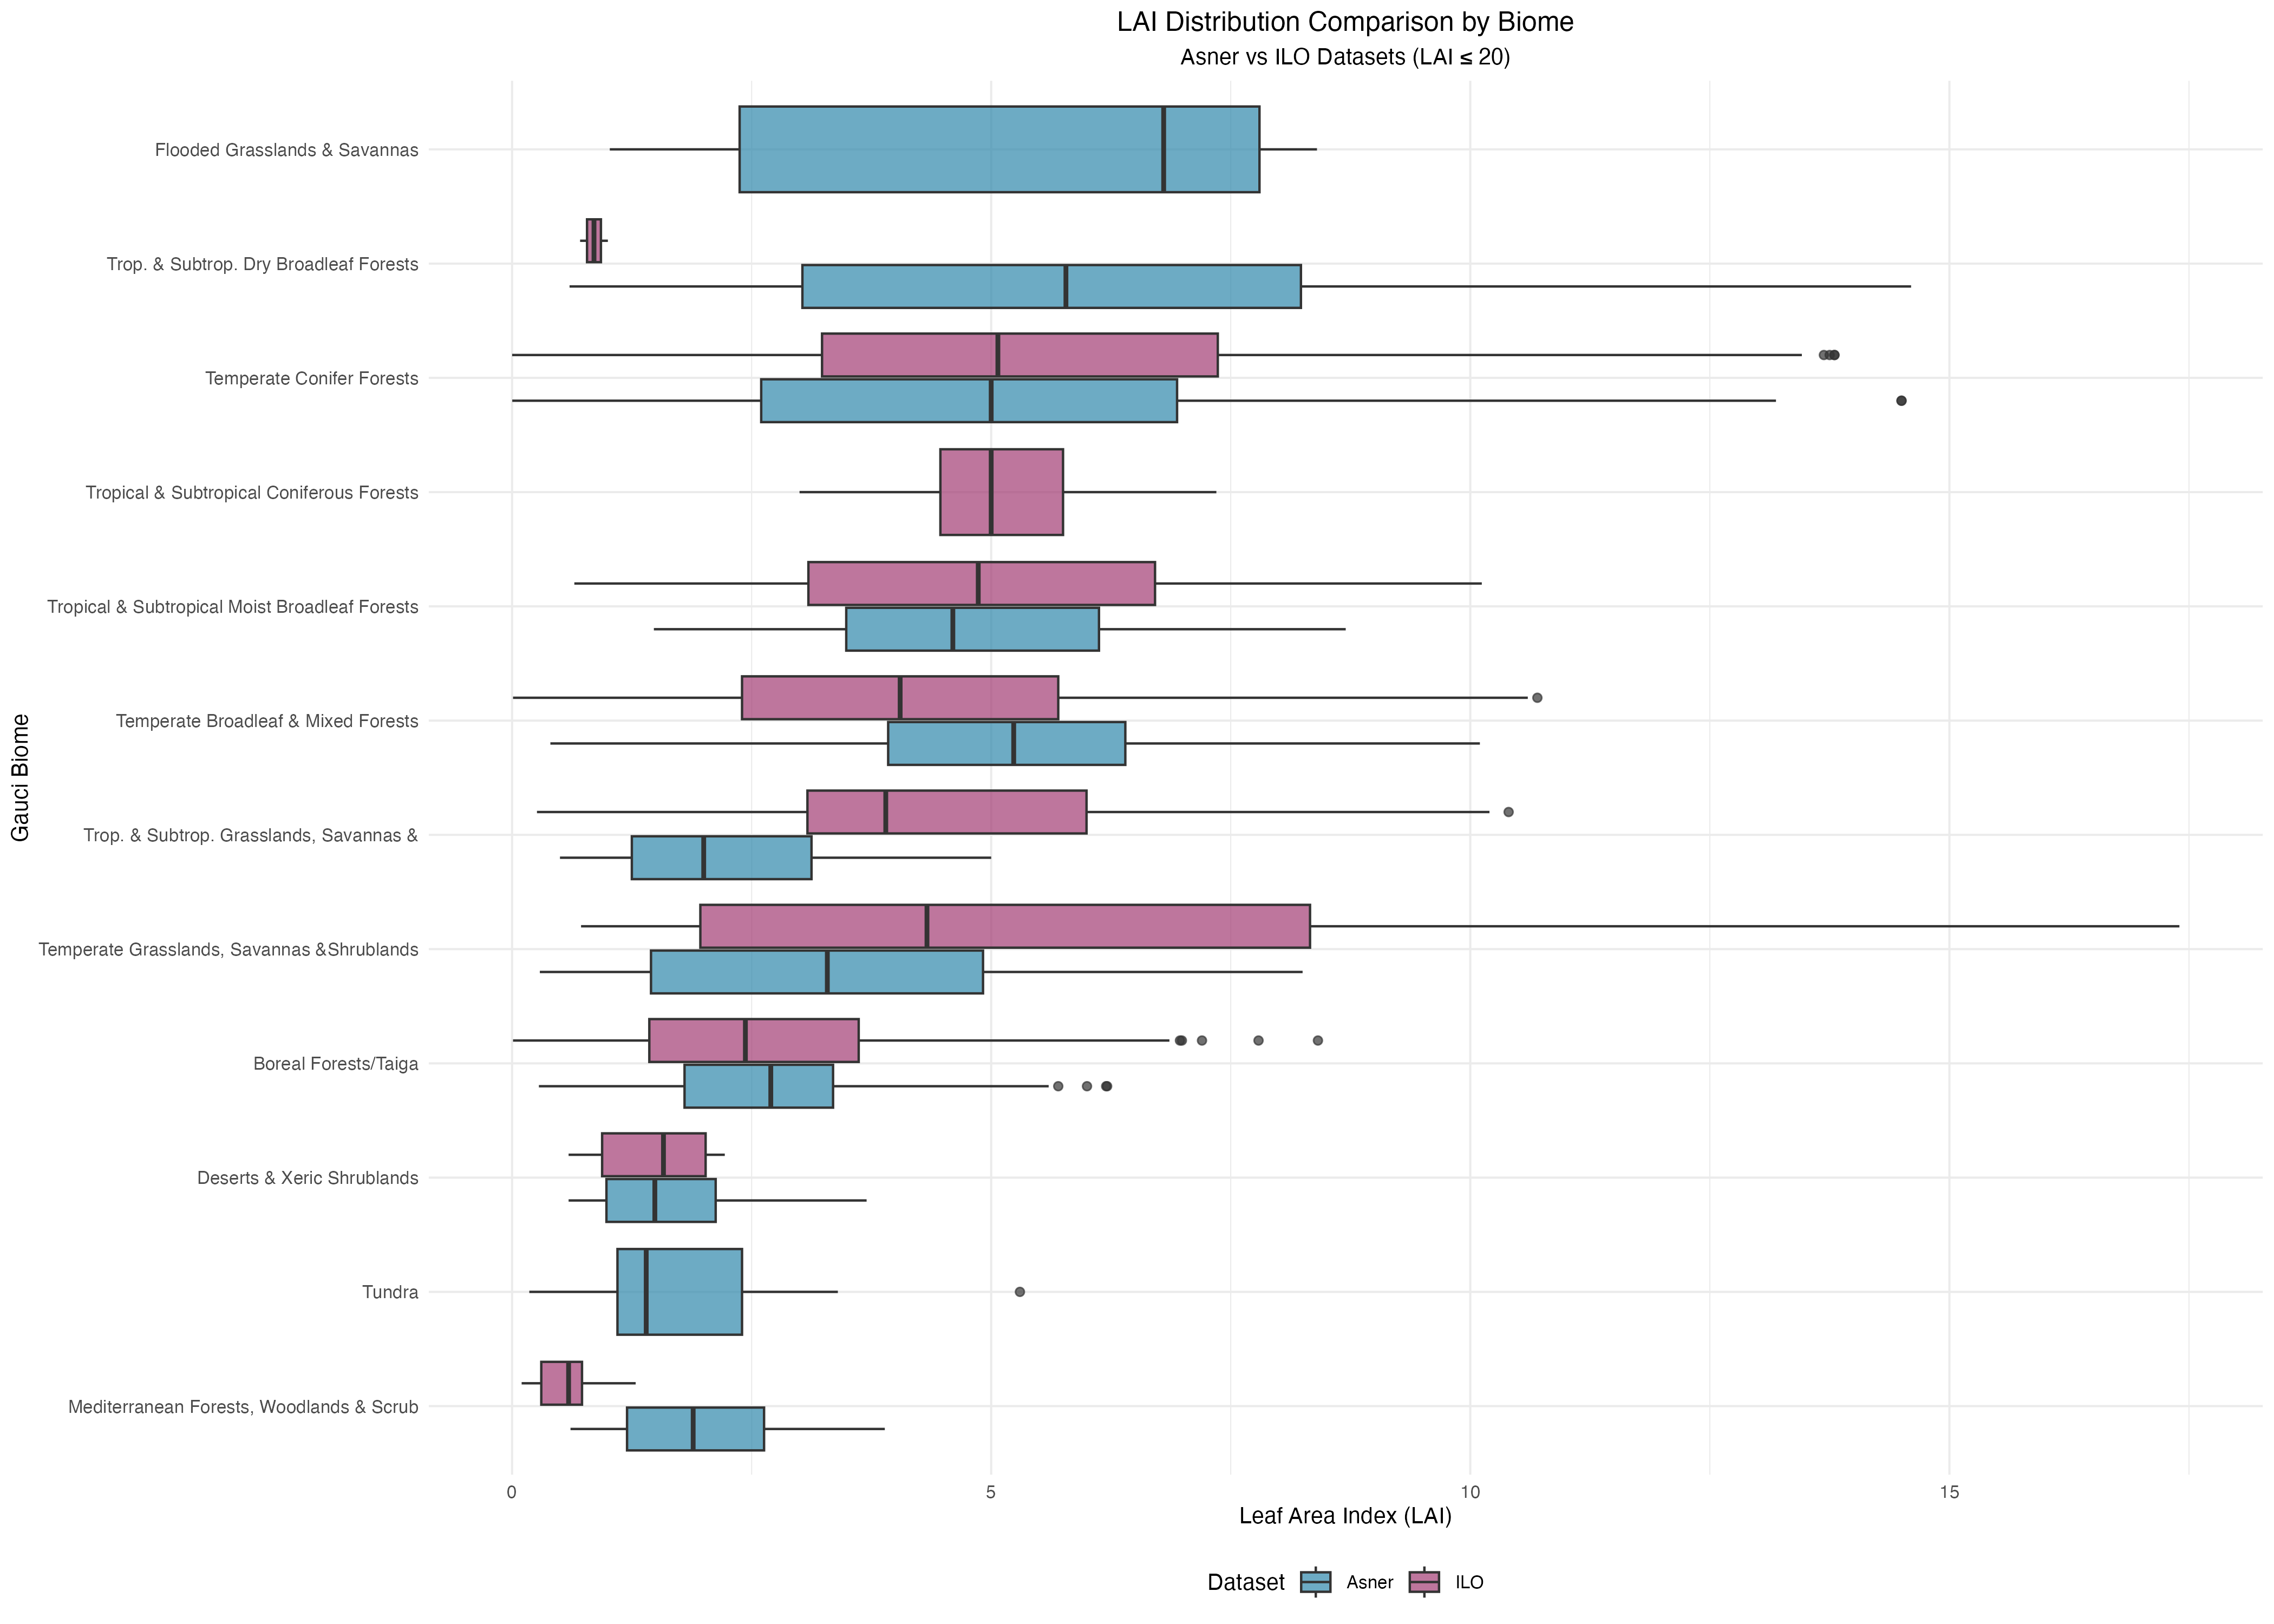 LAI Distribution Comparison by Biome
Asner vs ILO Datasets (LAI ≤ 20)
Gauci Biome
Flooded Grasslands & Savannas
Trop. & Subtrop. Dry Broadleaf Forests
Temperate Conifer Forests
Tropical & Subtropical Coniferous Forests
Tropical & Subtropical Moist Broadleaf Forests
Temperate Broadleaf & Mixed Forests
Trop. & Subtrop. Grasslands, Savannas &
Temperate Grasslands, Savannas &Shrublands
Boreal Forests/Taiga
Deserts & Xeric Shrublands
Tundra
Mediterranean Forests, Woodlands & Scrub
0 5 10 15
Leaf Area Index (LAI)
Dataset Asner ILO